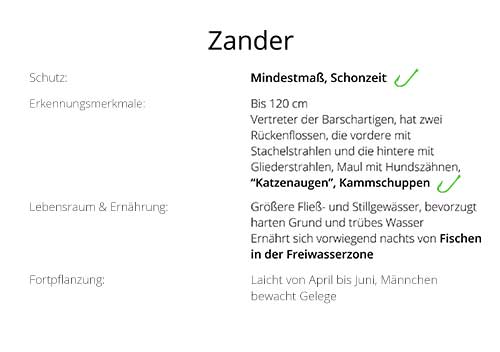 Zander
Schutz: Mindestmaß, Schonzeit
Erkennungsmerkmale: Bis 120 cm
Vertreter der Barschartigen, hat zwei
Rückenflossen, die vordere mit
Stachelstrahlen und die hintere mit
Gliederstrahlen, Maul mit Hundszähnen,
“Katzenaugen”, Kammschuppen
Lebensraum & Ernährung: Größere Fließ- und Stillgewässer, bevorzugt
harten Grund und trübes Wasser
Ernährt sich vorwiegend nachts von Fischen
in der Freiwasserzone
Fortpflanzung: Laicht von April bis Juni, Männchen
bewacht Gelege